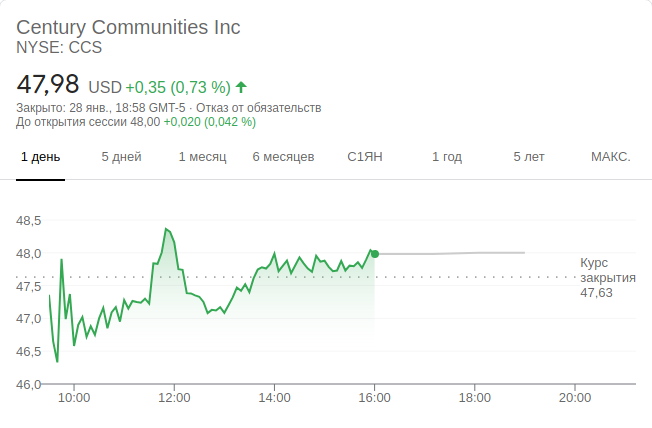 Century Communities Inc
NYSE: CCS
47,98 USD +0,35 (0,73 %)
Закрыто: 28 янв., 18:58 GMT-5 · Отказ от обязательств
До открытия сессии 48,00 +0,020 (0,042 %)
1 день 5 дней 1 месяц 6 месяцев С1ЯН 1 год 5 лет МАКС.
48,5
48,0
47,5
47,0
46,5
46,0
Курс
закрытия
47,63
10:00 12:00 14:00 16:00 18:00 20:00